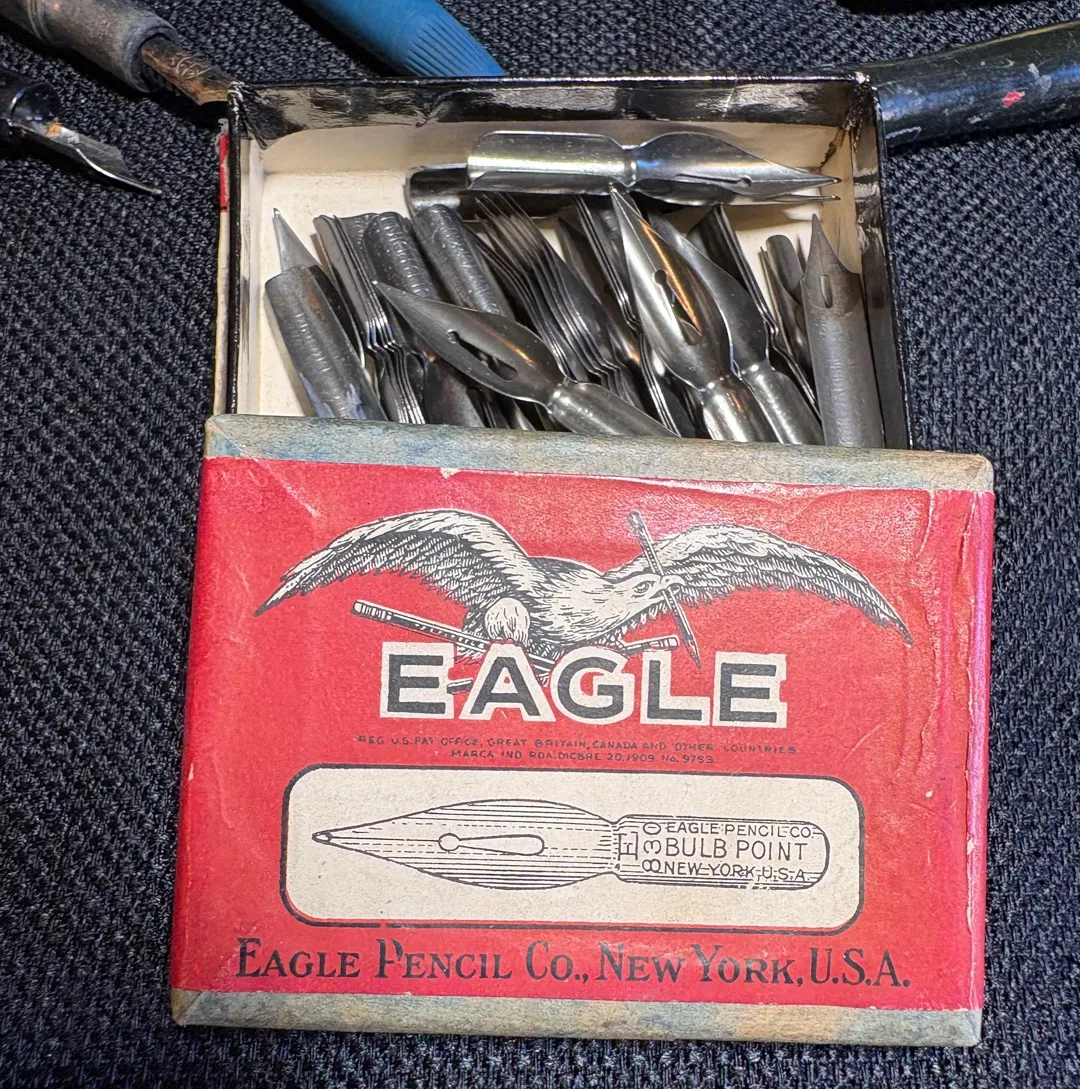 EAGLE
REG U.S. PAT OFFICE, GREAT BRITAIN, CANADA AND OTHER COUNTRIES
MARCA IND RDA. DICBRE 20, 1909. No. 9793
E
830
EAGLE PENCIL CO.
BULB POINT
NEW YORK, U.S.A.
EAGLE PENCIL CO., NEW YORK, U.S.A.